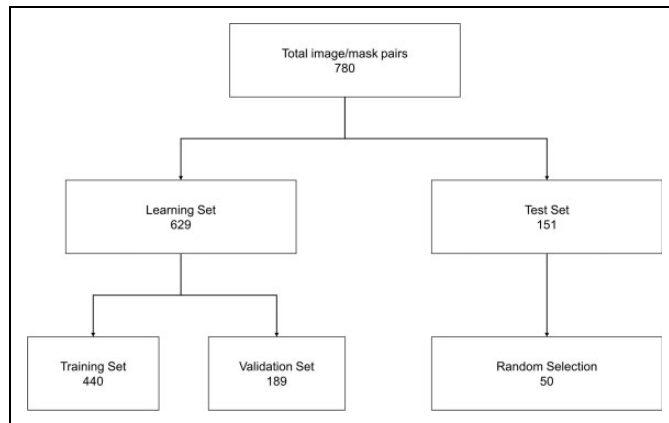 Total image/mask pairs
780
Learning Set
629
Test Set
151
Training Set
440
Validation Set
189
Random Selection
50